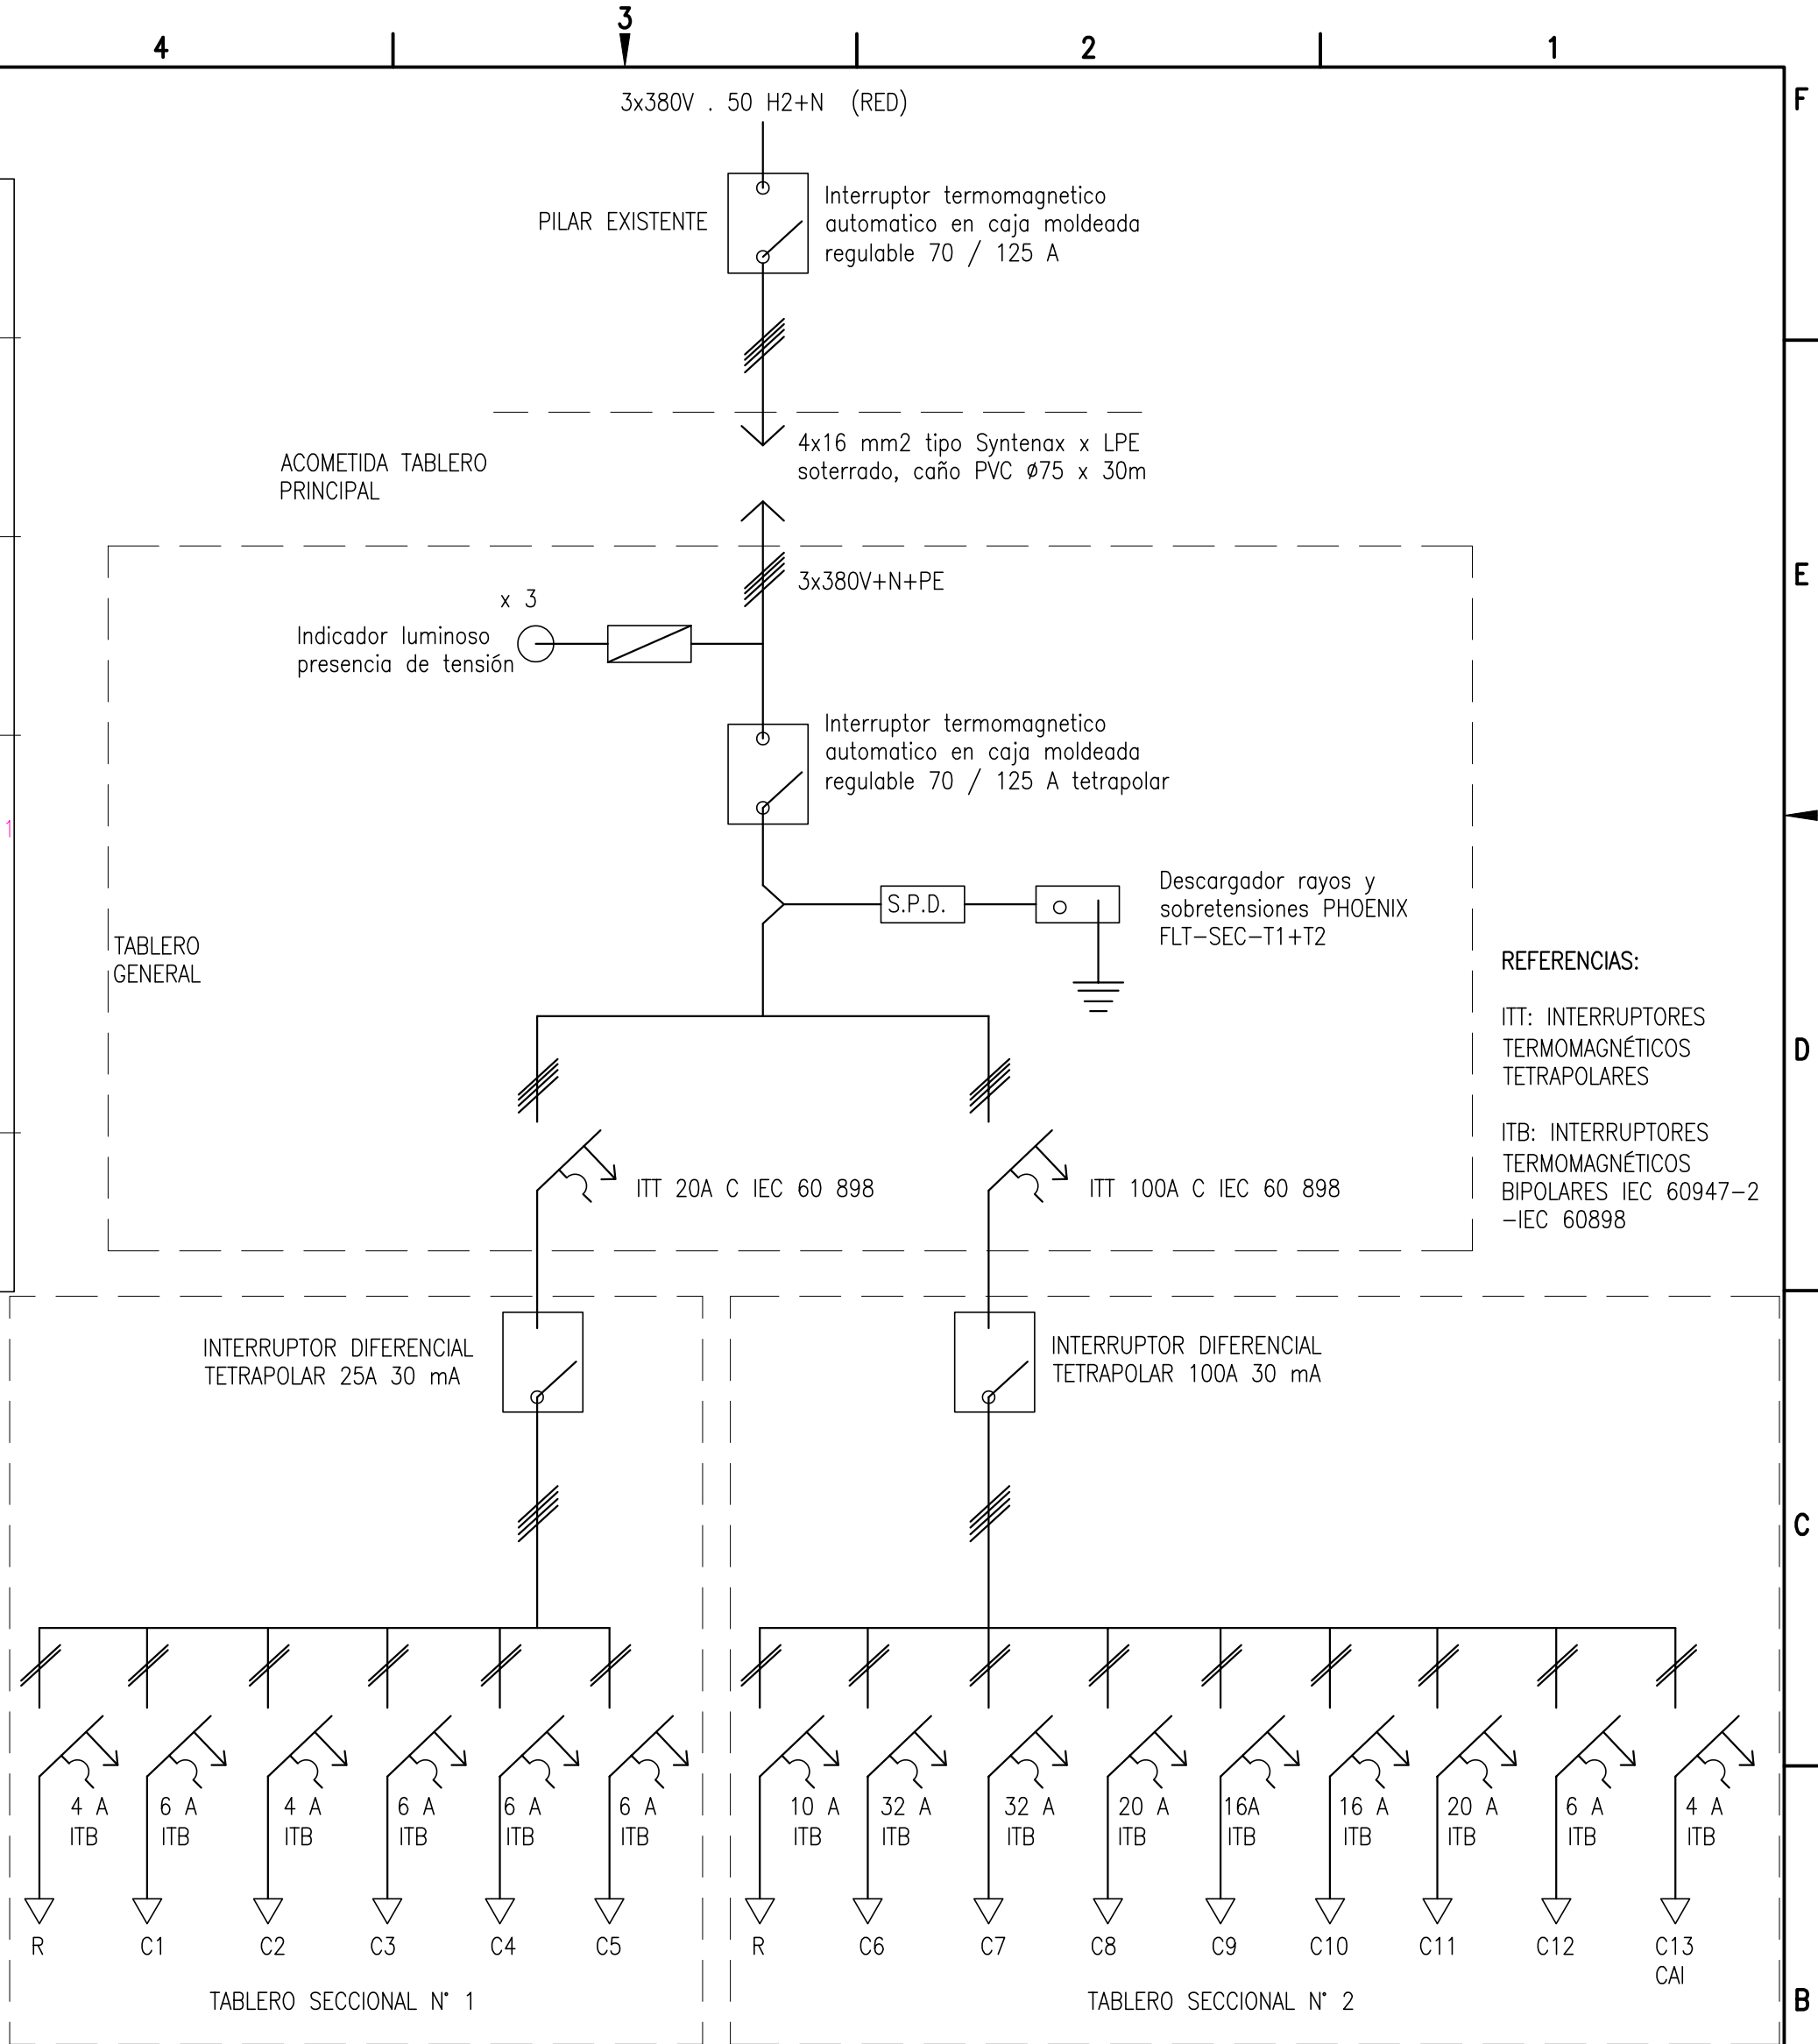 4
3
2
1
F
3x380V . 50 H2+N (RED)
PILAR EXISTENTE
Interruptor termomagnetico
automatico en caja moldeada
regulable 70 / 125 A
ACOMETIDA TABLERO
PRINCIPAL
4x16 mm2 tipo Syntenax x LPE
soterrado, caño PVC Ø75 x 30m
E
3x380V+N+PE
x 3
Indicador luminoso
presencia de tensión
Interruptor termomagnetico
automatico en caja moldeada
regulable 70 / 125 A tetrapolar
1
S.P.D.
Descargador rayos y
sobretensiones PHOENIX
FLT-SEC-T1+T2
TABLERO
GENERAL
D
REFERENCIAS:
ITT: INTERRUPTORES
TERMOMAGNÉTICOS
TETRAPOLARES
ITB: INTERRUPTORES
TERMOMAGNÉTICOS
BIPOLARES IEC 60947-2
-IEC 60898
ITT 20A C IEC 60 898
ITT 100A C IEC 60 898
INTERRUPTOR DIFERENCIAL
TETRAPOLAR 25A 30 mA
INTERRUPTOR DIFERENCIAL
TETRAPOLAR 100A 30 mA
C
4 A
ITB
6 A
ITB
4 A
ITB
6 A
ITB
6 A
ITB
6 A
ITB
10 A
ITB
32 A
ITB
32 A
ITB
20 A
ITB
16A
ITB
16 A
ITB
20 A
ITB
6 A
ITB
4 A
ITB
R
C1
C2
C3
C4
C5
R
C6
C7
C8
C9
C10
C11
C12
C13
CAI
TABLERO SECCIONAL N° 1
TABLERO SECCIONAL N° 2
B